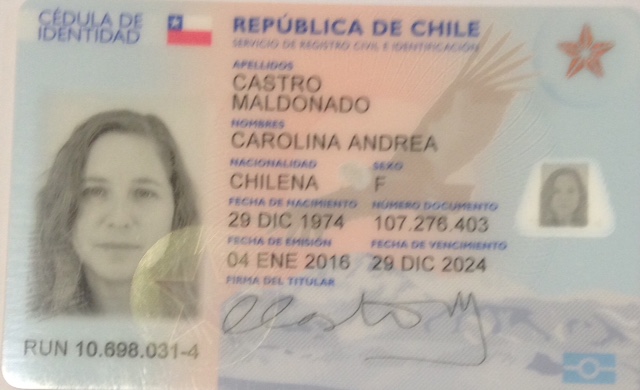 CÉDULA DE
IDENTIDAD
REPÚBLICA DE CHILE
SERVICIO DE REGISTRO CIVIL E IDENTIFICACIÓN
APELLIDOS
CASTRO
MALDONADO
NOMBRES
CAROLINA ANDREA
NACIONALIDAD SEXO
CHILENA F
FECHA DE NACIMIENTO NÚMERO DOCUMENTO
29 DIC 1974 107.276.403
FECHA DE EMISIÓN FECHA DE VENCIMIENTO
04 ENE 2016 29 DIC 2024
FIRMA DEL TITULAR
Castro M
RUN 10.698.031-4